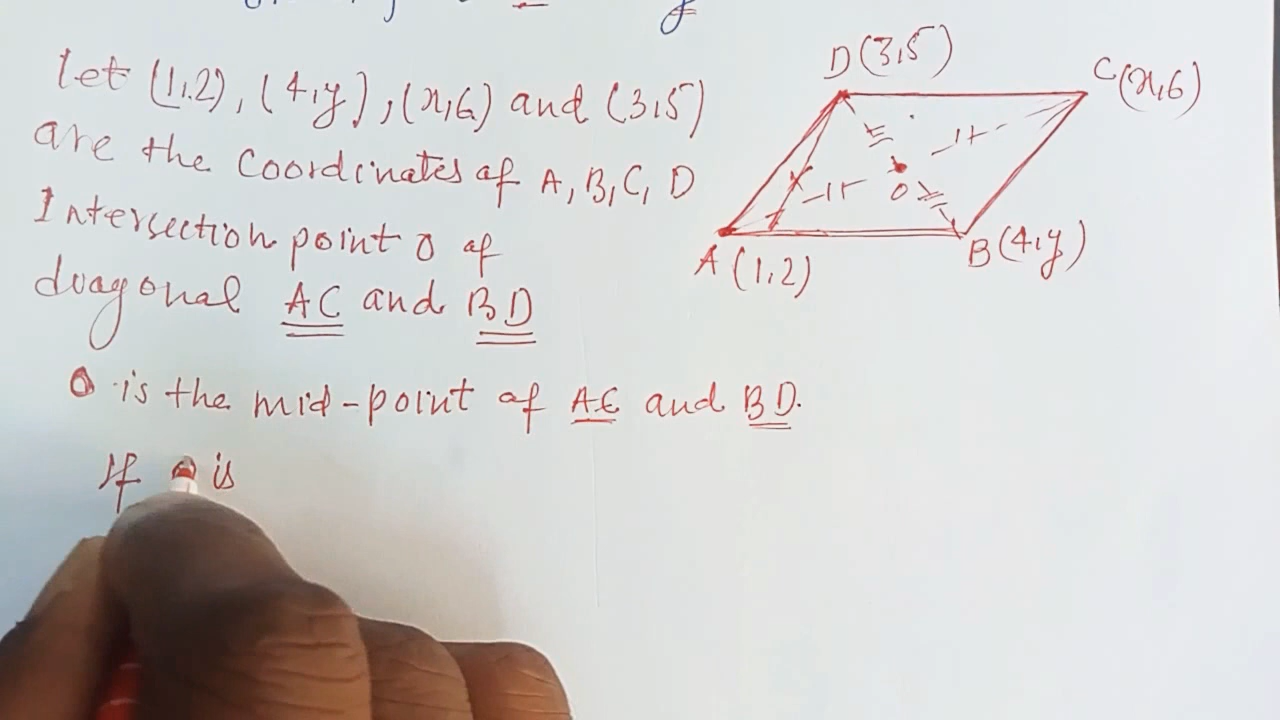 let (1,2), (4,y), (x,6) and (3,5)
are the Coordinates of A, B, C, D
Intersection point O of
diagonal AC and BD
O is the mid-point of AC and BD.
If O is
D (3,5)
C (x,6)
O
A (1,2)
B (4,y)